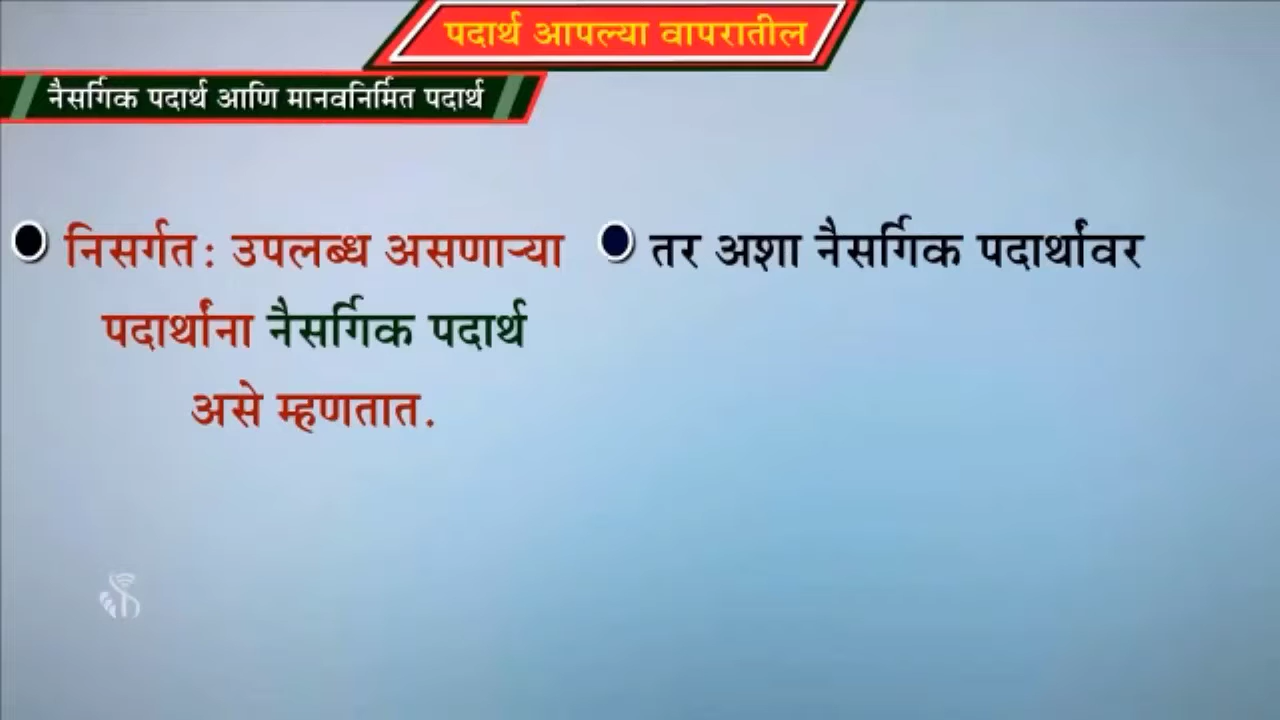 पदार्थ आपल्या वापरातील
नैसर्गिक पदार्थ आणि मानवनिर्मित पदार्थ
निसर्गत: उपलब्ध असणाऱ्या
पदार्थांना नैसर्गिक पदार्थ
असे म्हणतात.
तर अशा नैसर्गिक पदार्थांवर